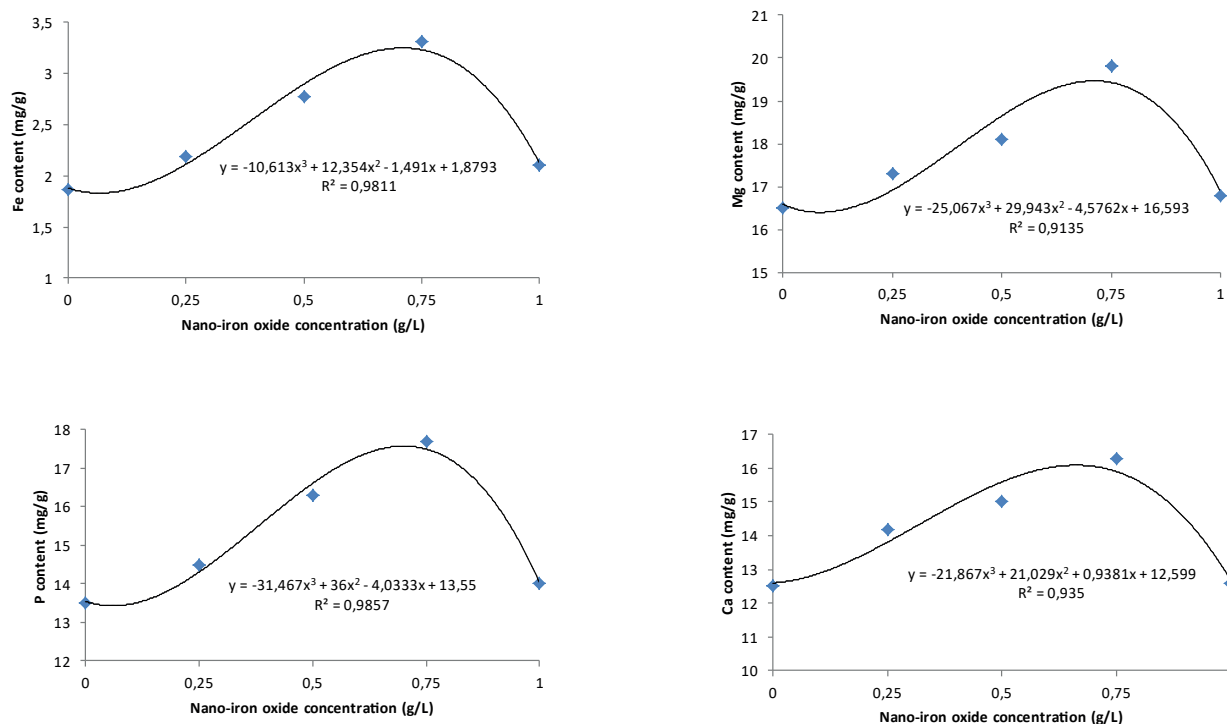 3,5
3
2,5
2
1,5
1
Fe content (mg/g)
y = -10,613x³ + 12,354x² - 1,491x + 1,8793
R² = 0,9811
0 0,25 0,5 0,75 1
Nano-iron oxide concentration (g/L)
21
20
19
18
17
16
15
Mg content (mg/g)
y = -25,067x³ + 29,943x² - 4,5762x + 16,593
R² = 0,9135
0 0,25 0,5 0,75 1
Nano-iron oxide concentration (g/L)
18
17
16
15
14
13
12
P content (mg/g)
y = -31,467x³ + 36x² - 4,0333x + 13,55
R² = 0,9857
0 0,25 0,5 0,75 1
Nano-iron oxide concentration (g/L)
17
16
15
14
13
12
11
10
Ca content (mg/g)
y = -21,867x³ + 21,029x² + 0,9381x + 12,599
R² = 0,935
0 0,25 0,5 0,75
Nano-iron oxide concentration (g/L)